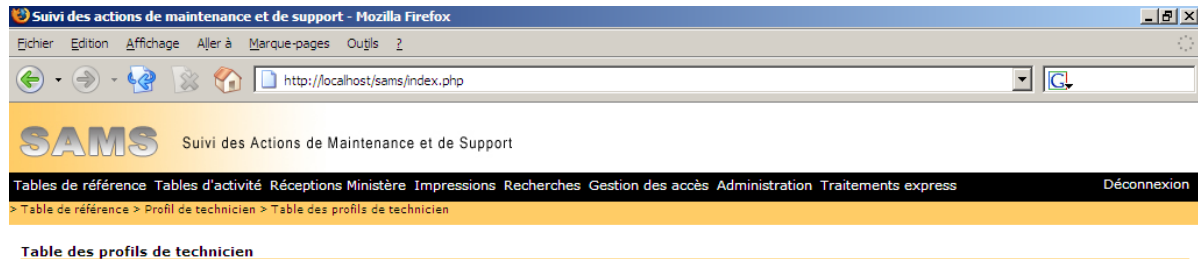 Suivi des actions de maintenance et de support - Mozilla Firefox
Fichier Edition Affichage Aller à Marque-pages Outils ?
http://localhost/sams/index.php
G
SAMS Suivi des Actions de Maintenance et de Support
Tables de référence Tables d'activité Réceptions Ministère Impressions Recherches Gestion des accès Administration Traitements express Déconnexion
> Table de référence > Profil de technicien > Table des profils de technicien
Table des profils de technicien